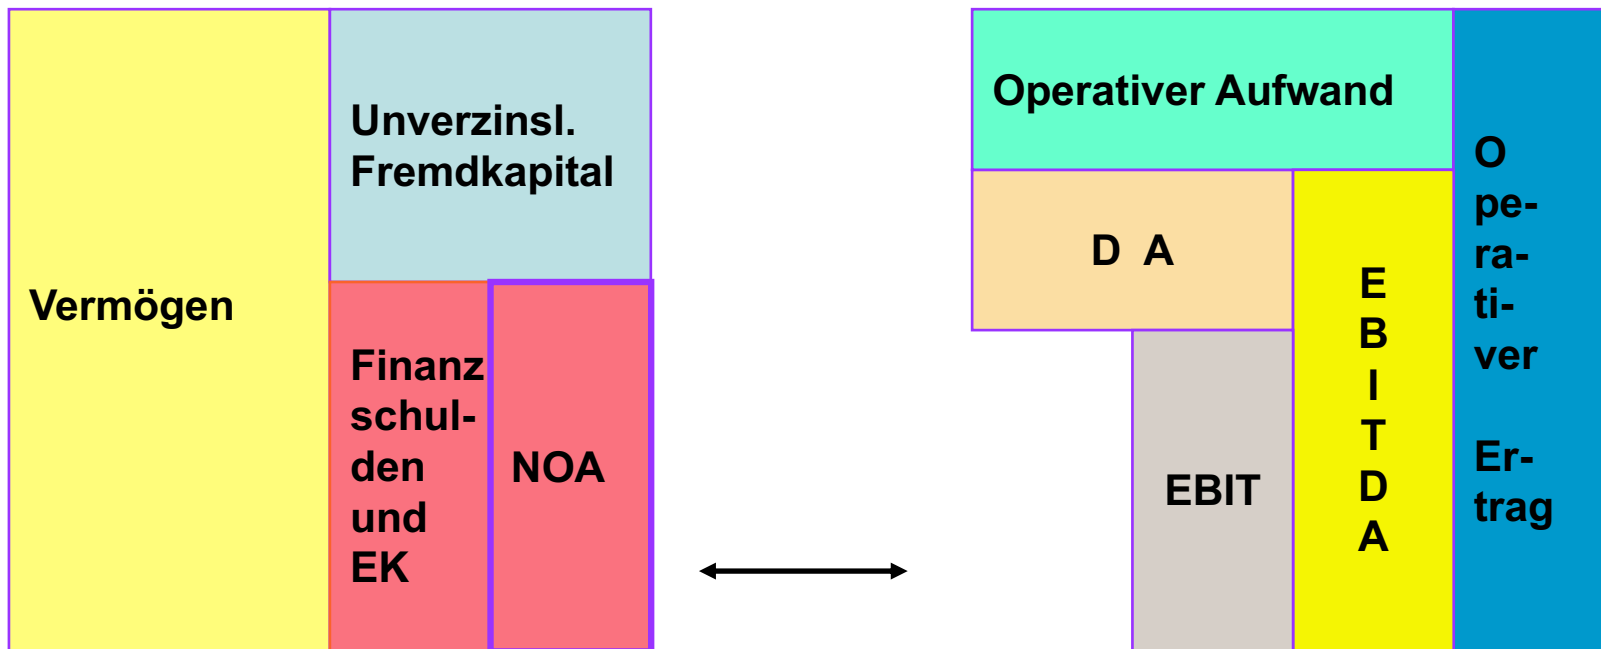 Vermögen
Unverzinsl.
Fremdkapital
Finanz
schul-
den
und
EK
NOA
Operativer Aufwand
D A
EBIT
E
B
I
T
D
A
O
pe-
ra-
ti-
ver
Er-
trag